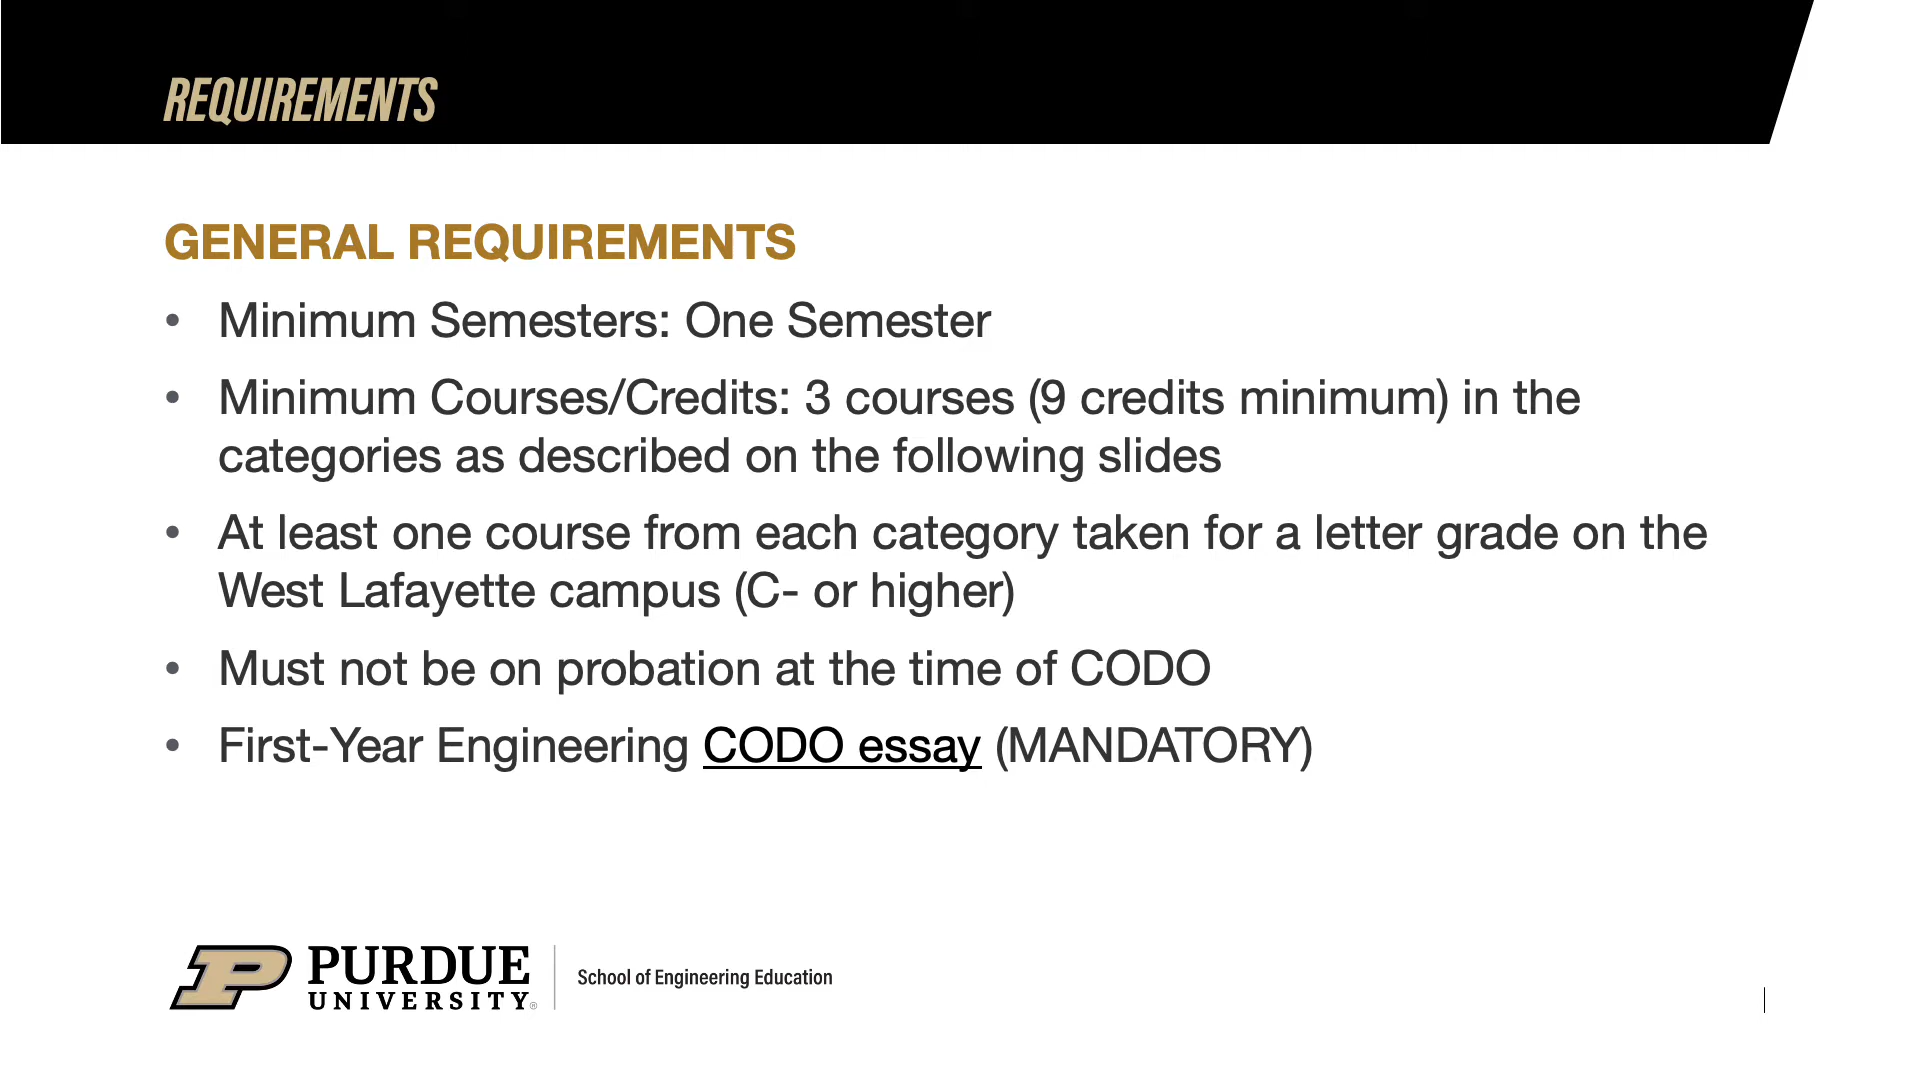 REQUIREMENTS
GENERAL REQUIREMENTS
• Minimum Semesters: One Semester
• Minimum Courses/Credits: 3 courses (9 credits minimum) in the
categories as described on the following slides
• At least one course from each category taken for a letter grade on the
West Lafayette campus (C- or higher)
• Must not be on probation at the time of CODO
• First-Year Engineering CODO essay (MANDATORY)
P PURDUE
UNIVERSITY®
School of Engineering Education